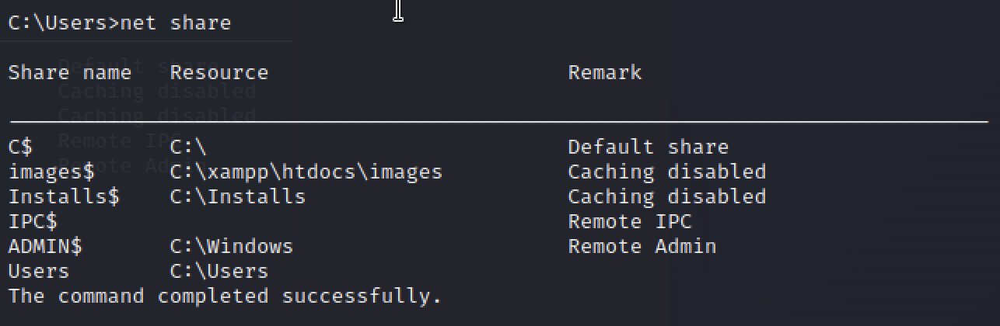 C:\Users>net share
Share name   Resource                        Remark
C$           C:\                             Default share
images$      C:\xampp\htdocs\images          Caching disabled
Installs$    C:\Installs                     Caching disabled
IPC$                                         Remote IPC
ADMIN$       C:\Windows                      Remote Admin
Users        C:\Users
The command completed successfully.